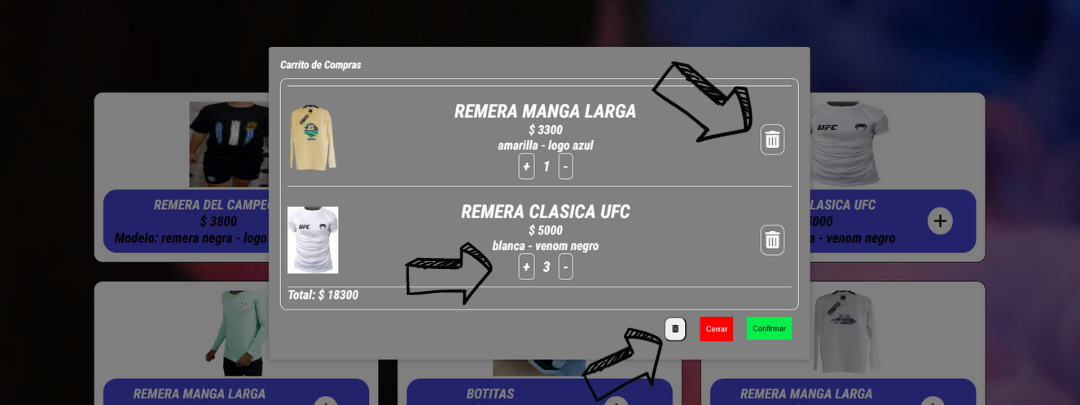 Carrito de Compras
REMERA MANGA LARGA
$ 3300
amarilla - logo azul
+ 1 -
REMERA CLASICA UFC
$ 5000
blanca - venom negro
+ 3 -
Total: $ 18300
Cerrar
Confirmar
REMERA DEL CAMPE
$ 3800
Modelo: remera negra - logo
UFC
LASICA UFC
000
a - venom negro
+
UFC
REMERA MANGA LARGA
BOTITAS
REMERA MANGA LARGA